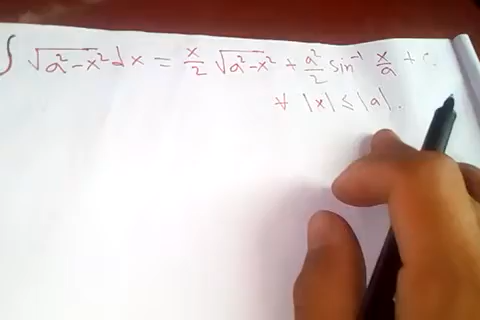 ∫ √(a² – x²) dx = x/2 √(a² – x²) + a²/2 sin⁻¹ x/a + C.
∀ |x| ≤ |a|.